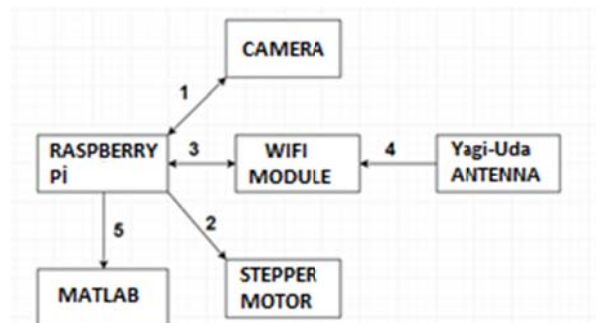 CAMERA
1
RASPBERRY
Pİ
3
WIFI
MODULE
4
Yagi-Uda
ANTENNA
5
2
MATLAB
STEPPER
MOTOR